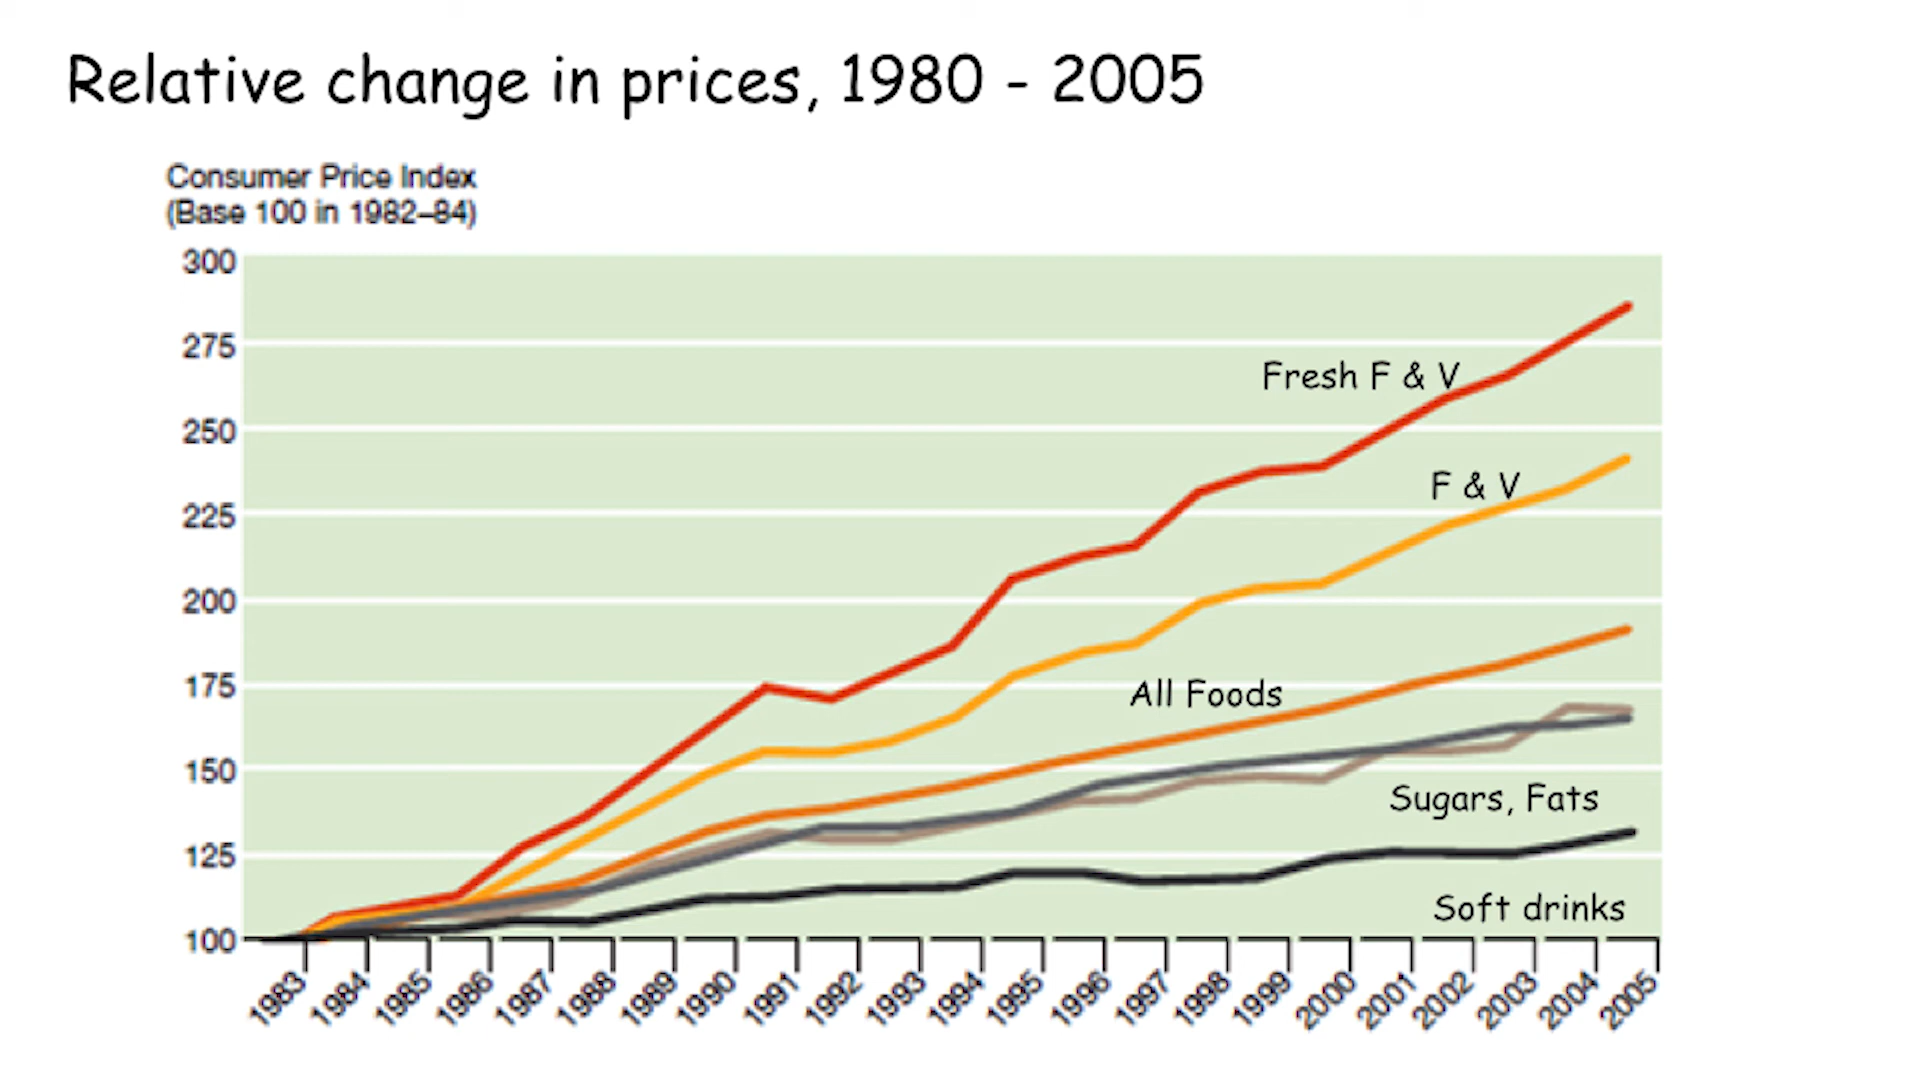 Relative change in prices, 1980 - 2005
Consumer Price Index
(Base 100 in 1982–84)
300
275
Fresh F & V
250
F & V
225
200
175
All Foods
150
Sugars, Fats
125
Soft drinks
100
1983 1984 1985 1986 1987 1988 1989 1990 1991 1992 1993 1994 1995 1996 1997 1998 1999 2000 2001 2002 2003 2004 2005